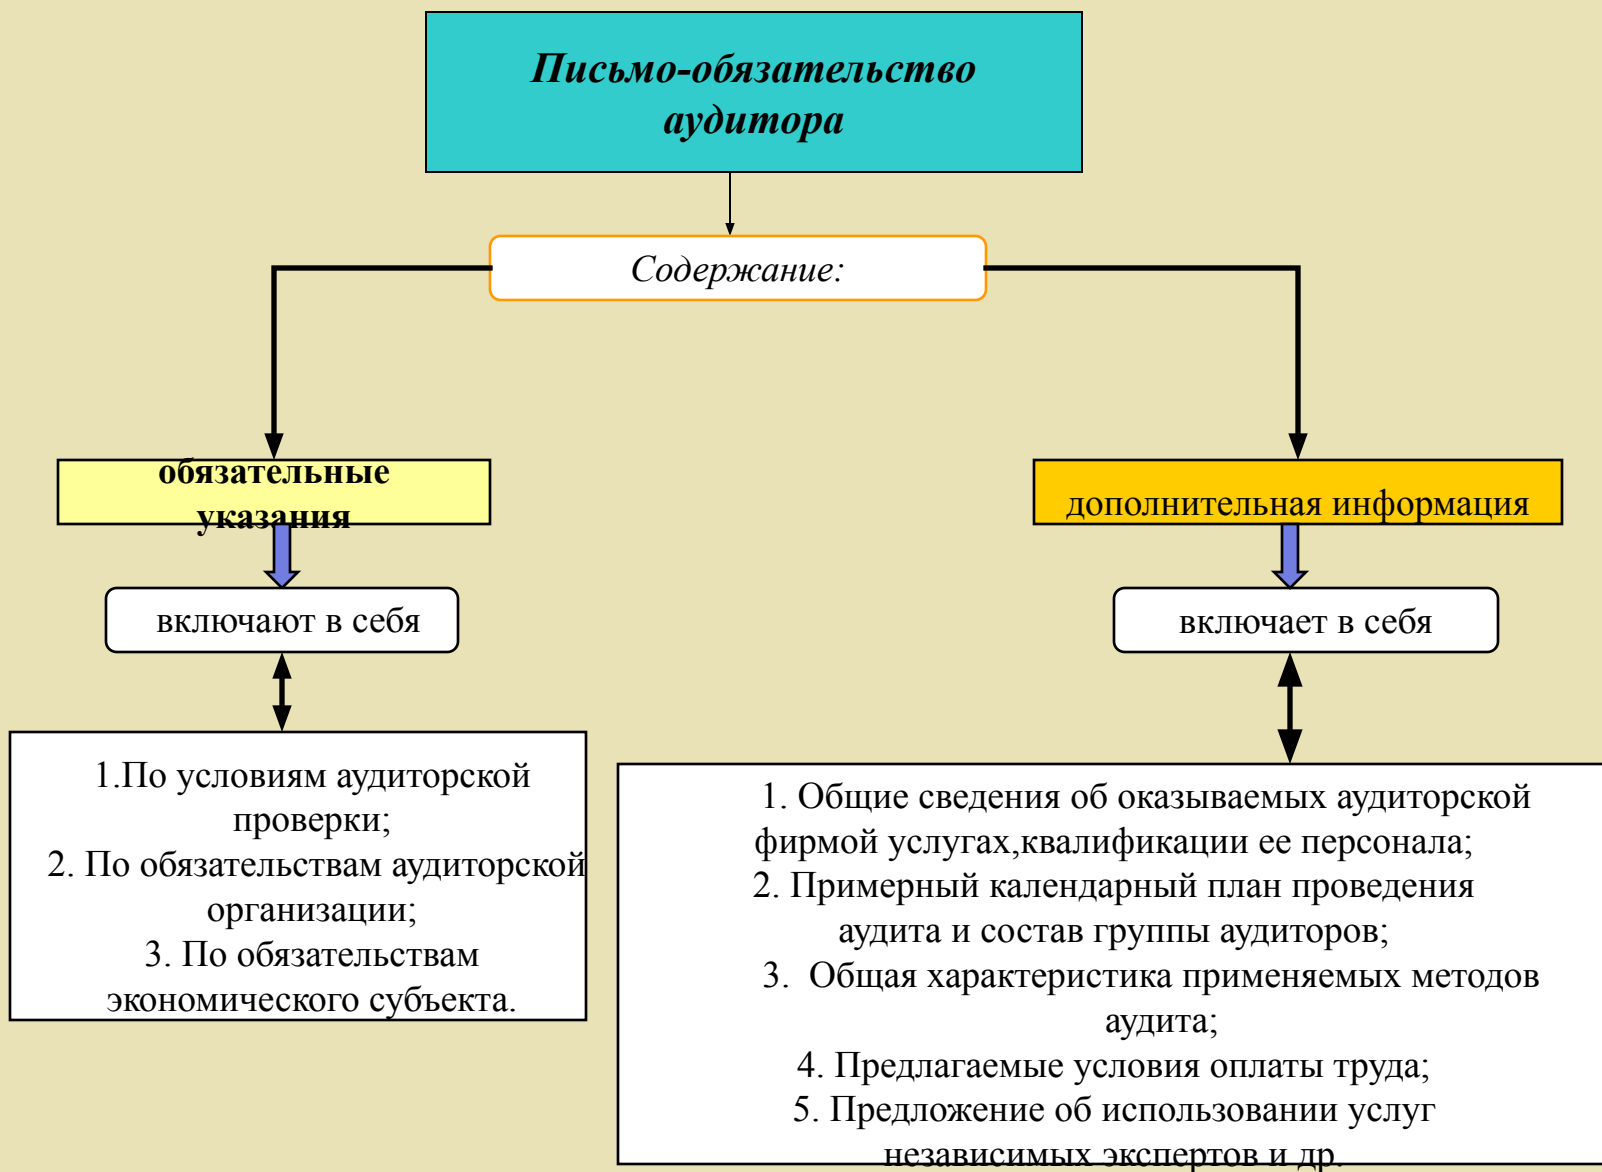 Письмо-обязательство
аудитора
Содержание:
обязательные
указания
включают в себя
1.По условиям аудиторской
проверки;
2. По обязательствам аудиторской
организации;
3. По обязательствам
экономического субъекта.
дополнительная информация
включает в себя
1. Общие сведения об оказываемых аудиторской
фирмой услугах,квалификации ее персонала;
2. Примерный календарный план проведения
аудита и состав группы аудиторов;
3. Общая характеристика применяемых методов
аудита;
4. Предлагаемые условия оплаты труда;
5. Предложение об использовании услуг
независимых экспертов и др.